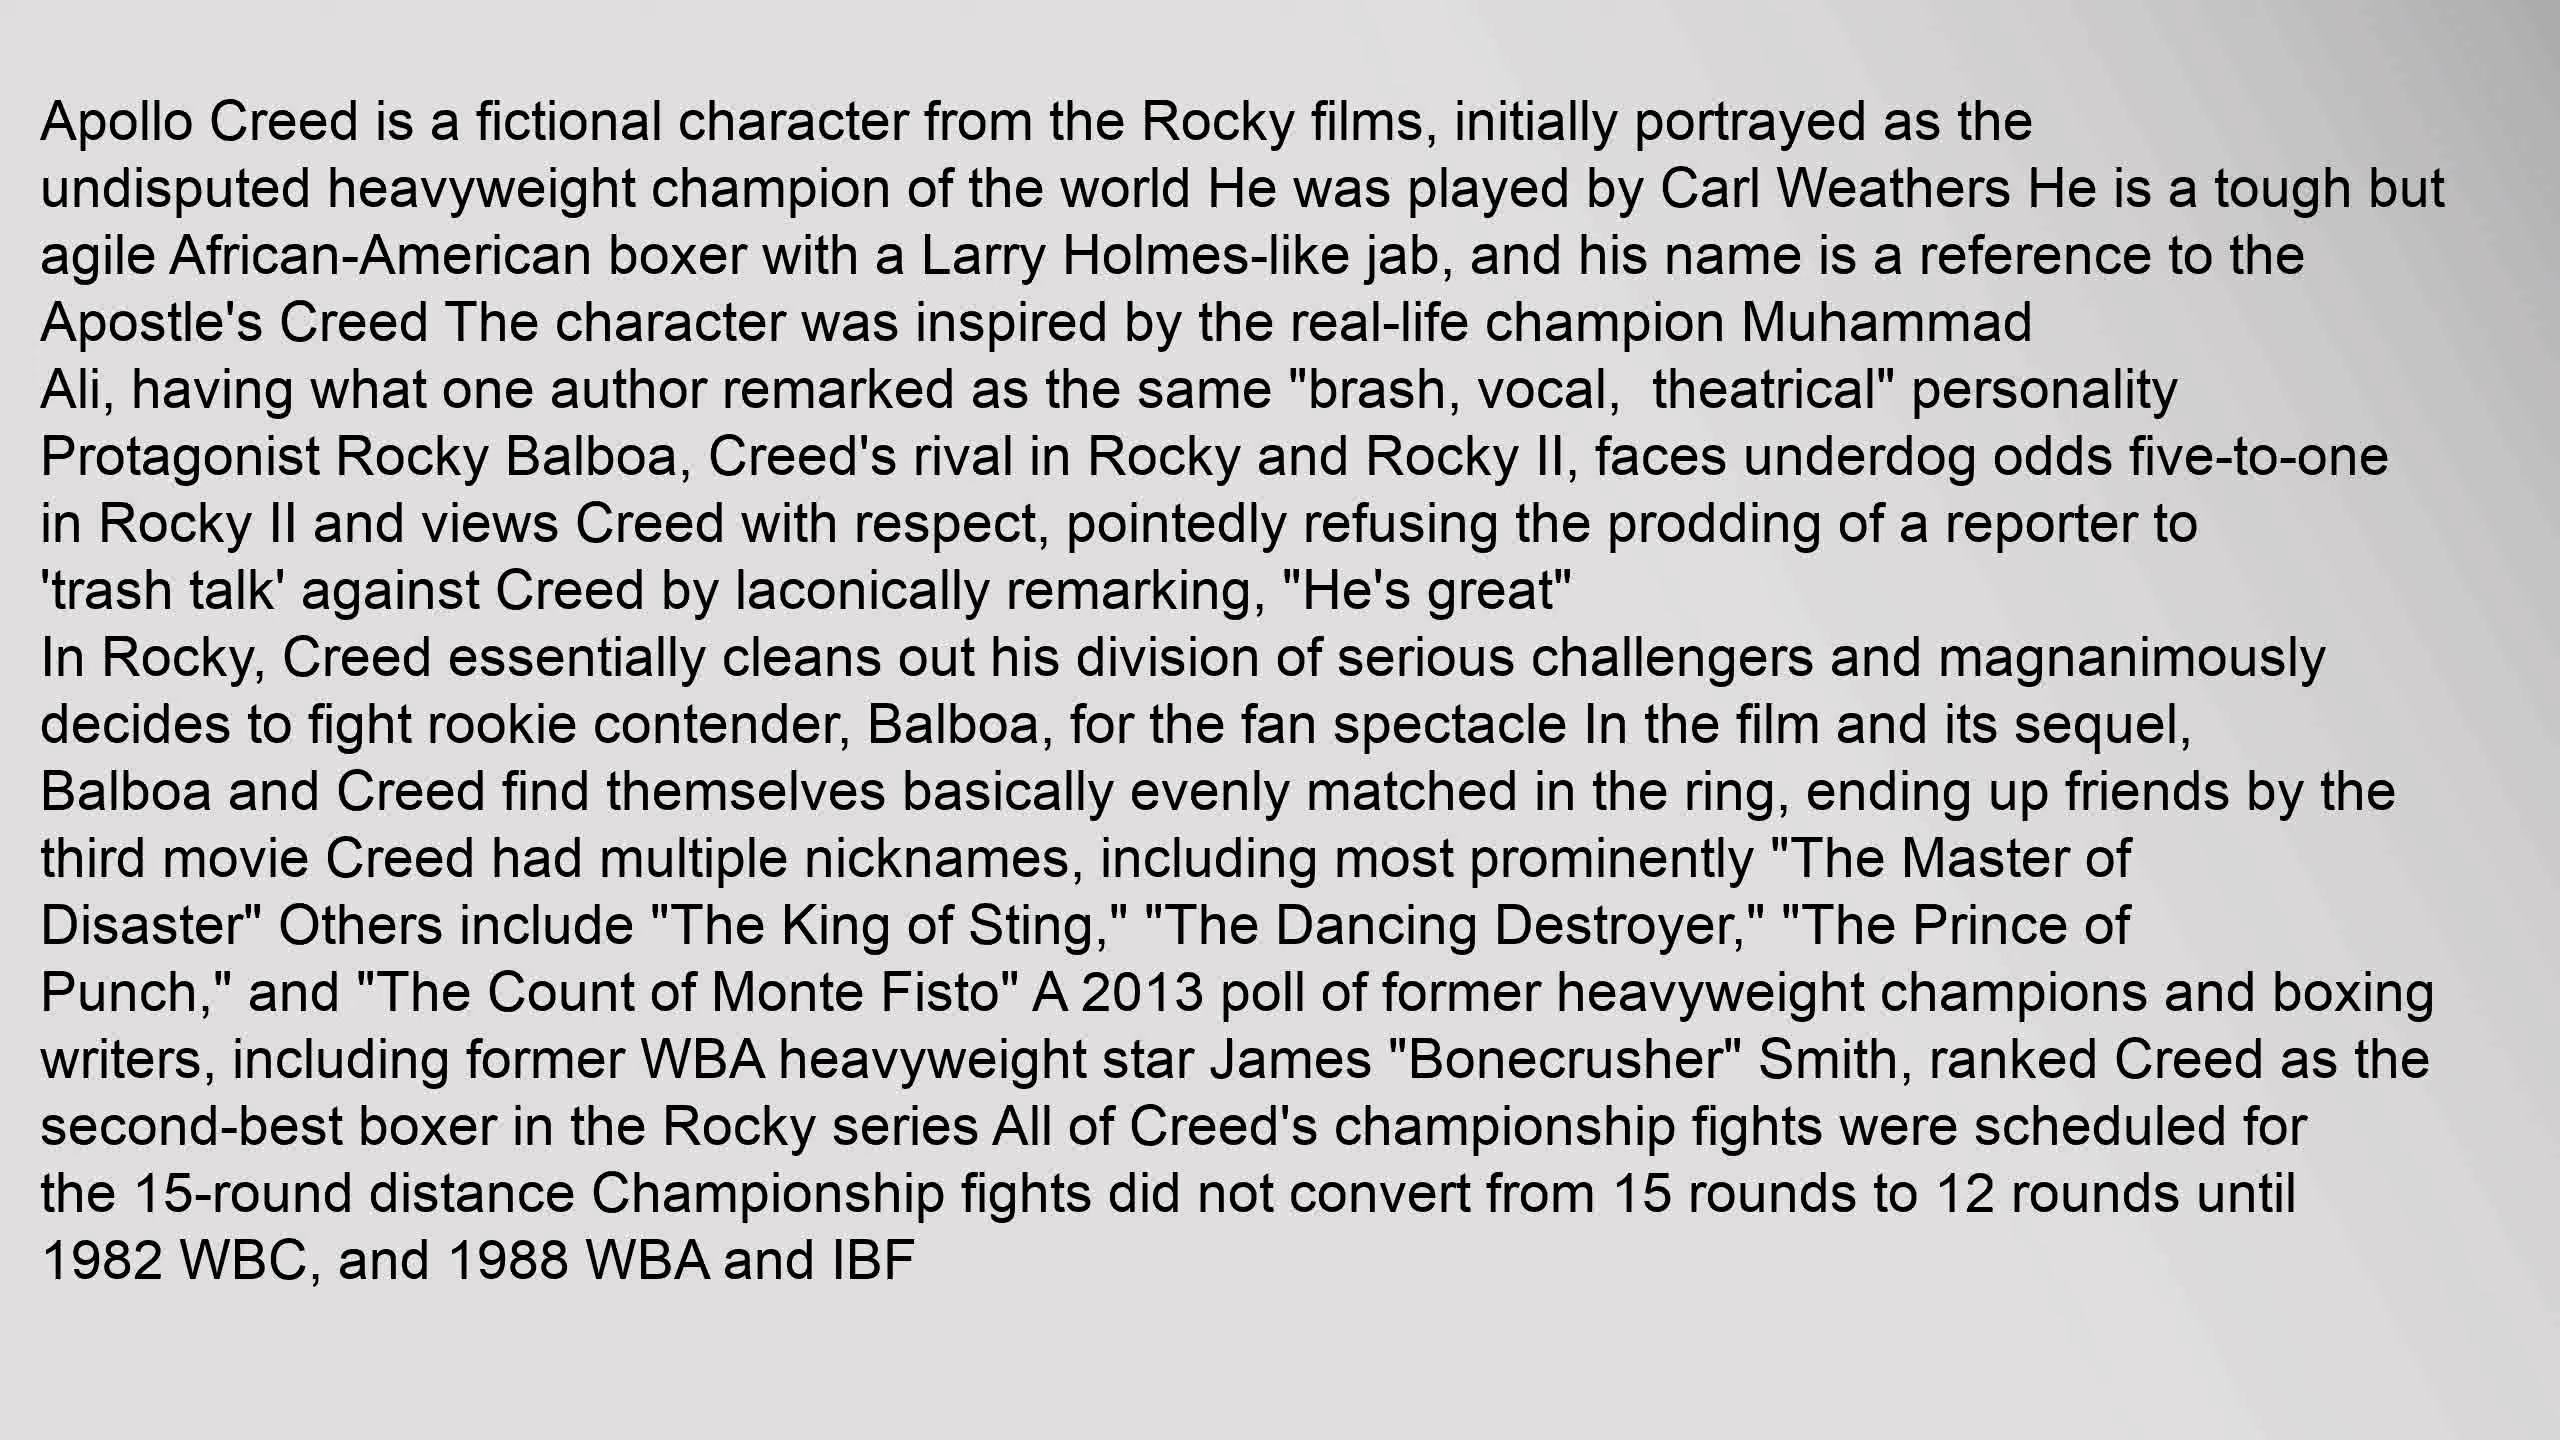 Apollo Creed is a fictional character from the Rocky films, initially portrayed as the
undisputed heavyweight champion of the world He was played by Carl Weathers He is a tough but
agile African-American boxer with a Larry Holmes-like jab, and his name is a reference to the
Apostle's Creed The character was inspired by the real-life champion Muhammad
Ali, having what one author remarked as the same "brash, vocal,  theatrical" personality
Protagonist Rocky Balboa, Creed's rival in Rocky and Rocky II, faces underdog odds five-to-one
in Rocky II and views Creed with respect, pointedly refusing the prodding of a reporter to
'trash talk' against Creed by laconically remarking, "He's great"
In Rocky, Creed essentially cleans out his division of serious challengers and magnanimously
decides to fight rookie contender, Balboa, for the fan spectacle In the film and its sequel,
Balboa and Creed find themselves basically evenly matched in the ring, ending up friends by the
third movie Creed had multiple nicknames, including most prominently "The Master of
Disaster" Others include "The King of Sting," "The Dancing Destroyer," "The Prince of
Punch," and "The Count of Monte Fisto" A 2013 poll of former heavyweight champions and boxing
writers, including former WBA heavyweight star James "Bonecrusher" Smith, ranked Creed as the
second-best boxer in the Rocky series All of Creed's championship fights were scheduled for
the 15-round distance Championship fights did not convert from 15 rounds to 12 rounds until
1982 WBC, and 1988 WBA and IBF